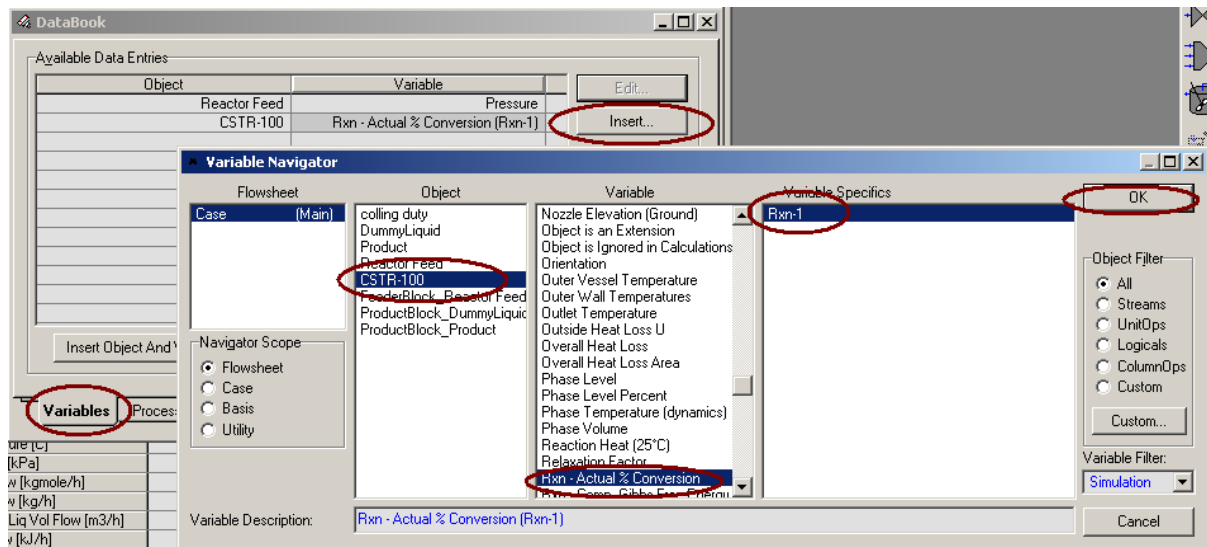 DataBook
Available Data Entries
Object Variable
Edit...
Reactor Feed Pressure
CSTR-100 Rxn - Actual % Conversion (Rxn-1)
Insert...
Variable Navigator
Flowsheet Object Variable Variable Specifics
OK
Case (Main)
colling duty
DummyLiquid
Product
Reactor Feed
CSTR-100
FeederBlock_Reactor Feed
ProductBlock_DummyLiquid
ProductBlock_Product
Nozzle Elevation (Ground)
Object is an Extension
Object is Ignored in Calculations
Orientation
Outer Vessel Temperature
Outer Wall Temperatures
Outlet Temperature
Outside Heat Loss U
Overall Heat Loss
Overall Heat Loss Area
Phase Level
Phase Level Percent
Phase Temperature (dynamics)
Phase Volume
Reaction Heat (25°C)
Relaxation Factor
Rxn - Actual % Conversion
Rxn - Comp. Gibbs Free Energy
Rxn-1
Object Filter
All
Streams
UnitOps
Logicals
ColumnOps
Custom
Custom...
Variable Filter:
Simulation
Cancel
Insert Object And V
Navigator Scope
Flowsheet
Case
Basis
Utility
Variables Proces
ure [C]
[kPa]
w [kgmole/h]
w [kg/h]
Liq Vol Flow [m3/h]
w [kJ/h]
Variable Description: Rxn - Actual % Conversion (Rxn-1)